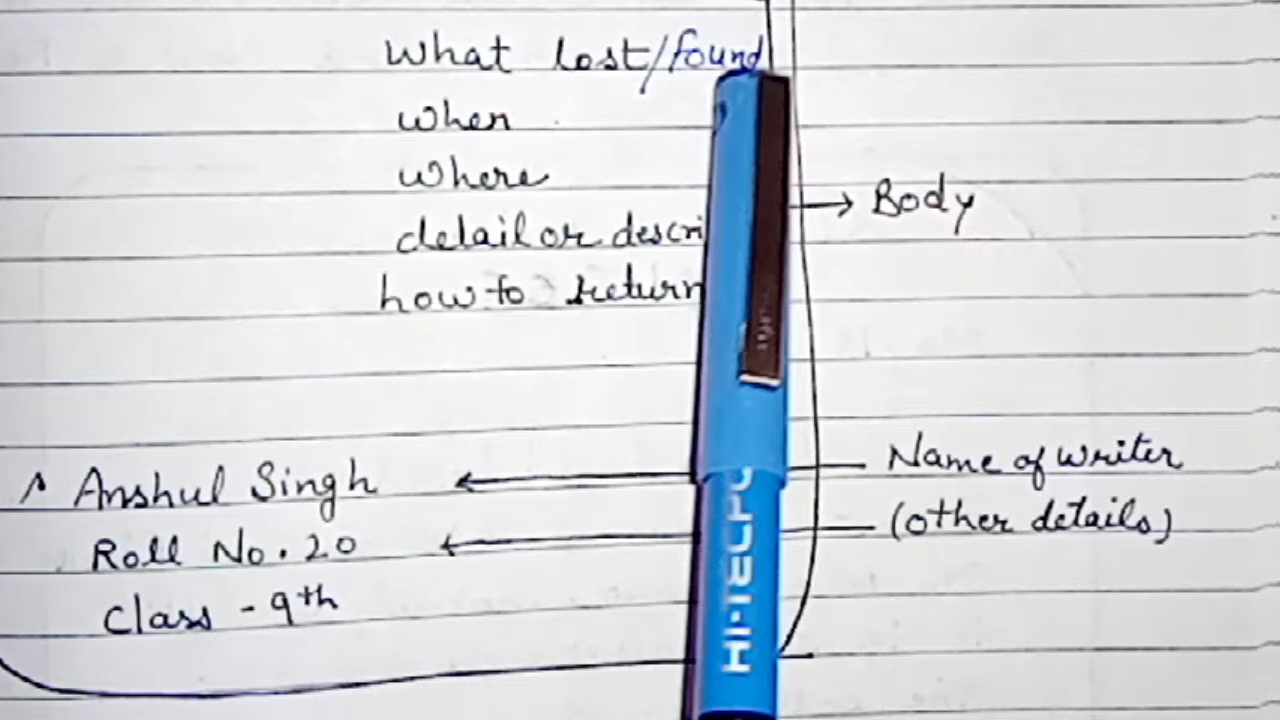 What lost/found
when
where → Body
detail or descri
how to return
Anshul Singh ← Name of writer
Roll No. 20 ← (other details)
Class - 9th
HI-TECPO